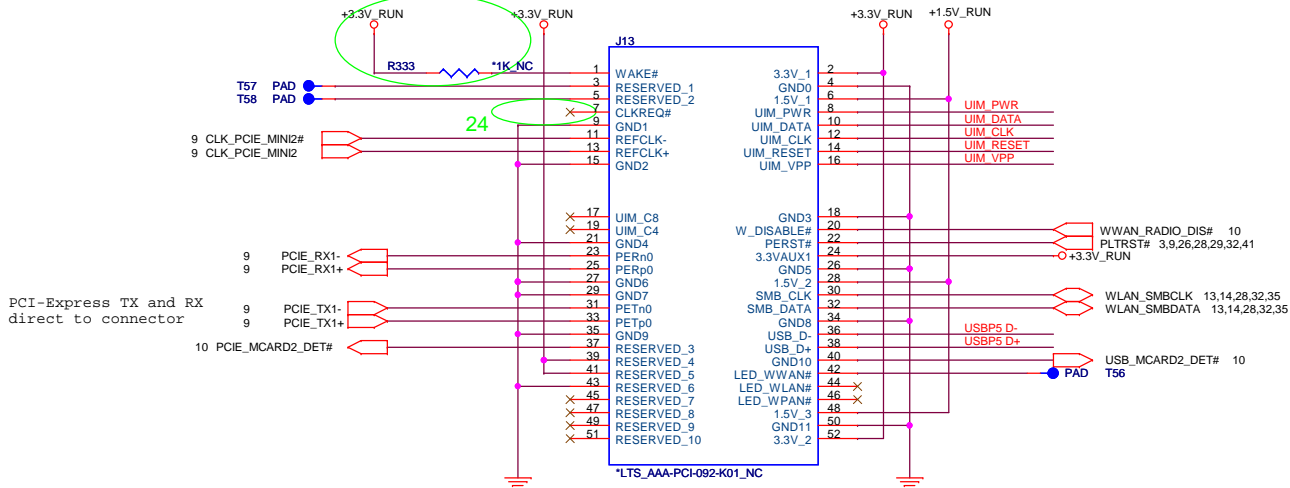 +3.3V_RUN +3.3V_RUN +3.3V_RUN +1.5V_RUN
J13
R333 *1K_NC 1 WAKE# 3.3V_1 2
T57 PAD 3 RESERVED_1 GND0 4
T58 PAD 5 RESERVED_2 1.5V_1 6
7 CLKREQ# UIM_PWR 8 UIM_PWR
24 9 GND1 UIM_DATA 10 UIM_DATA
9 CLK_PCIE_MINI2# 11 REFCLK- UIM_CLK 12 UIM_CLK
9 CLK_PCIE_MINI2 13 REFCLK+ UIM_RESET 14 UIM_RESET
15 GND2 UIM_VPP 16 UIM_VPP
17 UIM_C8 GND3 18
19 UIM_C4 W_DISABLE# 20 WWAN_RADIO_DIS# 10
21 GND4 PERST# 22 PLTRST# 3,9,26,28,29,32,41
9 PCIE_RX1- 23 PERn0 3.3VAUX1 24 +3.3V_RUN
9 PCIE_RX1+ 25 PERp0 GND5 26
27 GND6 1.5V_2 28
29 GND7 SMB_CLK 30 WLAN_SMBCLK 13,14,28,32,35
PCI-Express TX and RX
direct to connector
9 PCIE_TX1- 31 PETn0 SMB_DATA 32 WLAN_SMBDATA 13,14,28,32,35
9 PCIE_TX1+ 33 PETp0 GND8 34
35 GND9 USB_D- 36 USBP5 D-
10 PCIE_MCARD2_DET# 37 RESERVED_3 USB_D+ 38 USBP5 D+
39 RESERVED_4 GND10 40 USB_MCARD2_DET# 10
41 RESERVED_5 LED_WWAN# 42 PAD T56
43 RESERVED_6 LED_WLAN# 44
45 RESERVED_7 LED_WPAN# 46
47 RESERVED_8 1.5V_3 48
49 RESERVED_9 GND11 50
51 RESERVED_10 3.3V_2 52
*LTS_AAA-PCI-092-K01_NC